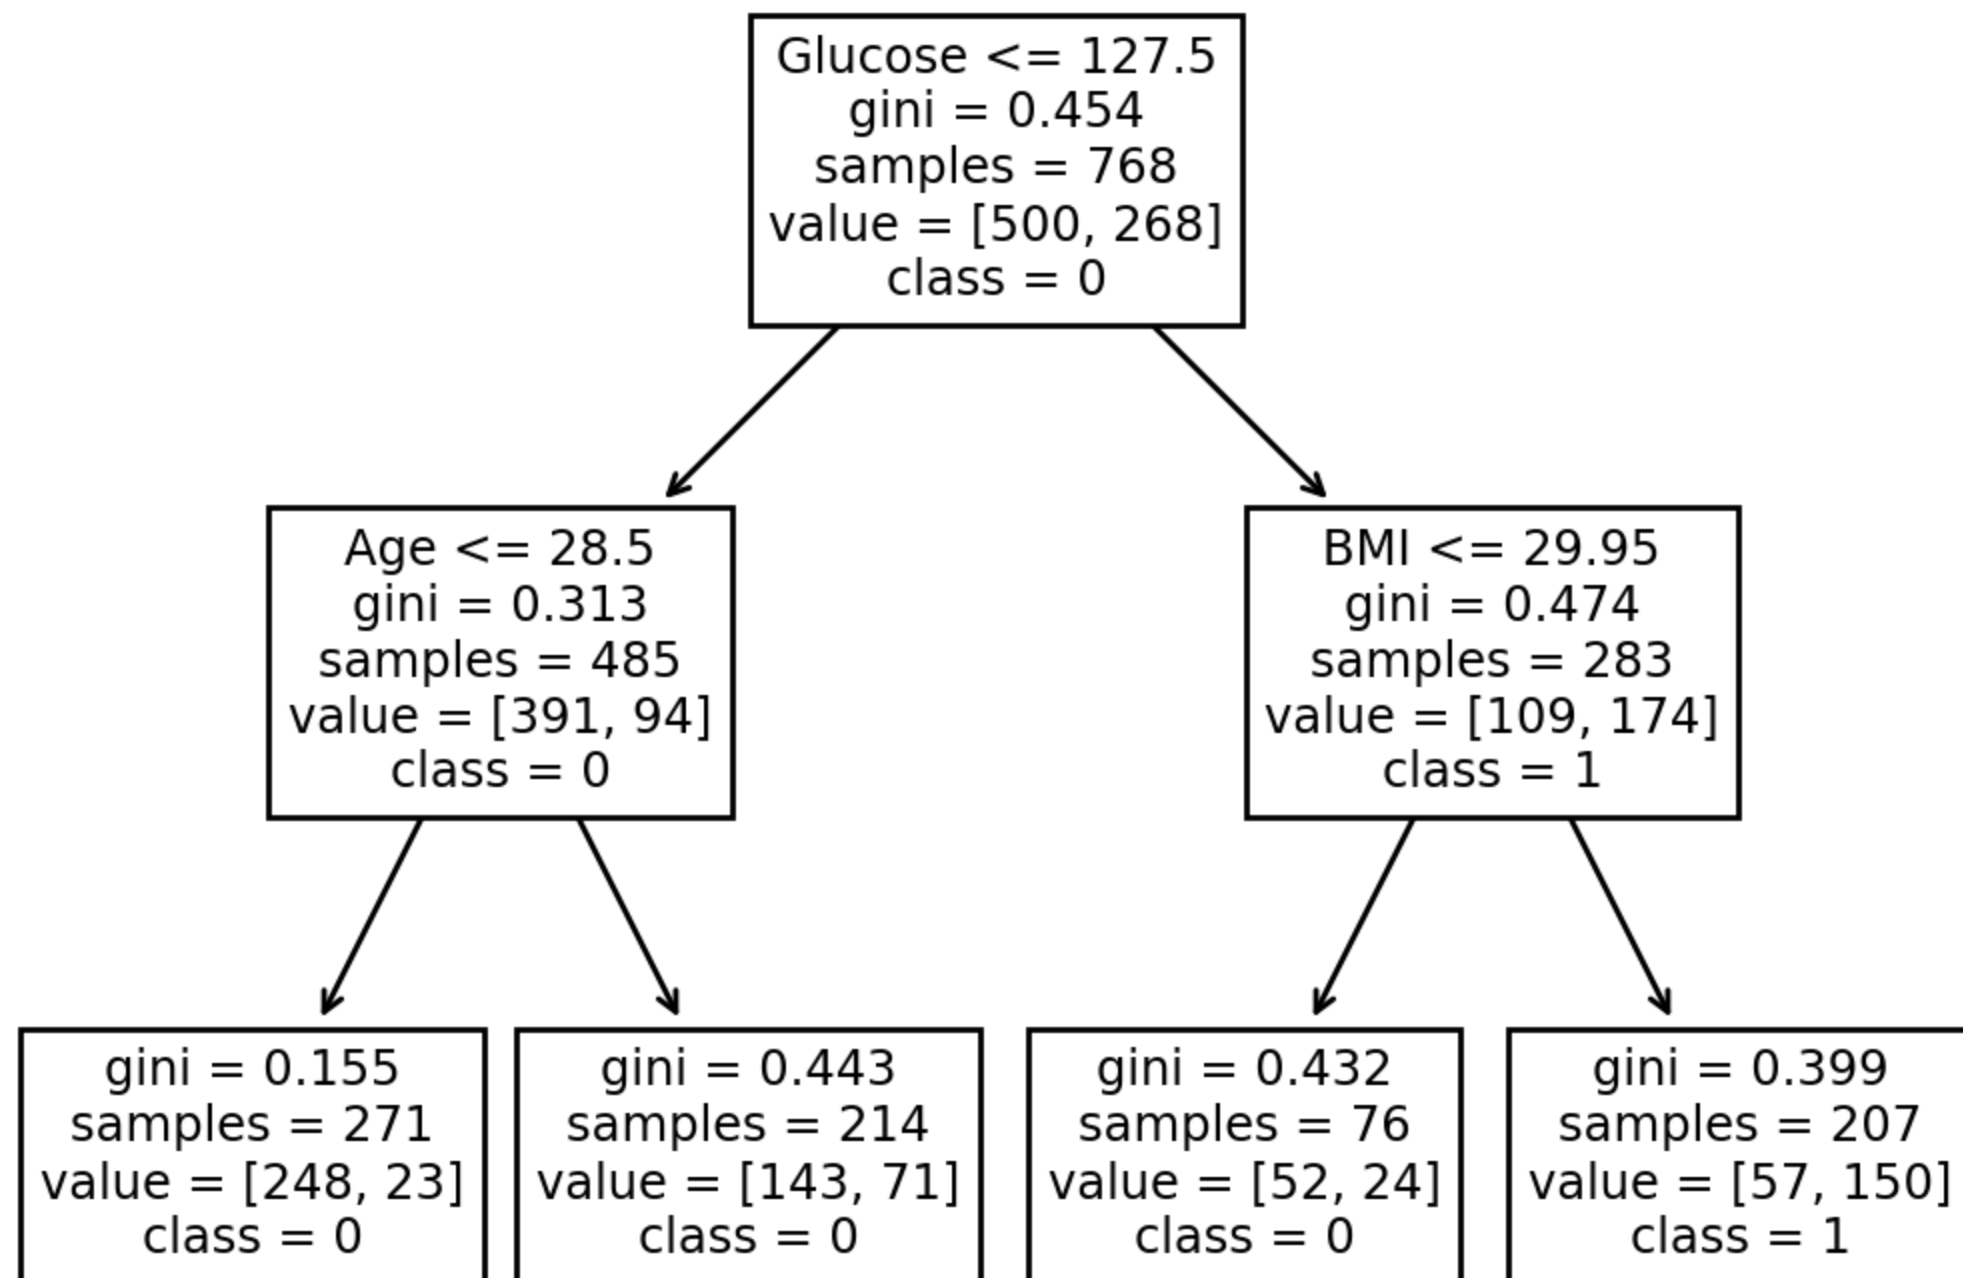 Glucose <= 127.5
gini = 0.454
samples = 768
value = [500, 268]
class = 0
Age <= 28.5
gini = 0.313
samples = 485
value = [391, 94]
class = 0
BMI <= 29.95
gini = 0.474
samples = 283
value = [109, 174]
class = 1
gini = 0.155
samples = 271
value = [248, 23]
class = 0
gini = 0.443
samples = 214
value = [143, 71]
class = 0
gini = 0.432
samples = 76
value = [52, 24]
class = 0
gini = 0.399
samples = 207
value = [57, 150]
class = 1